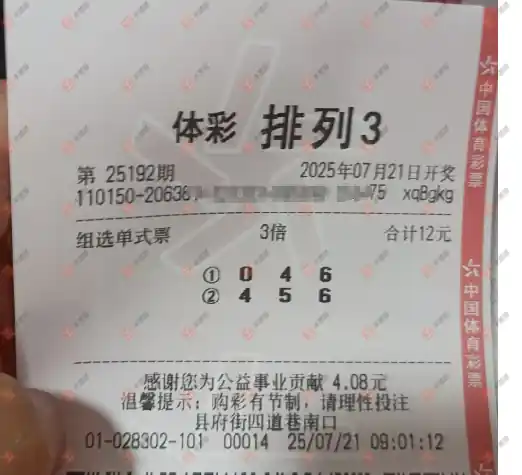 体彩 排列3
第 25192期 2025年07月21日开奖
110150-20636 75 xqBgkg
组选单式票 3倍 合计12元
① 0 4 6
② 4 5 6
感谢您为公益事业贡献 4.08元
温馨提示：购彩有节制，请理性投注
县府街四道巷南口
01-028302-101 00014 25/07/21 09:01:12
中国体育彩票
中国体育彩票